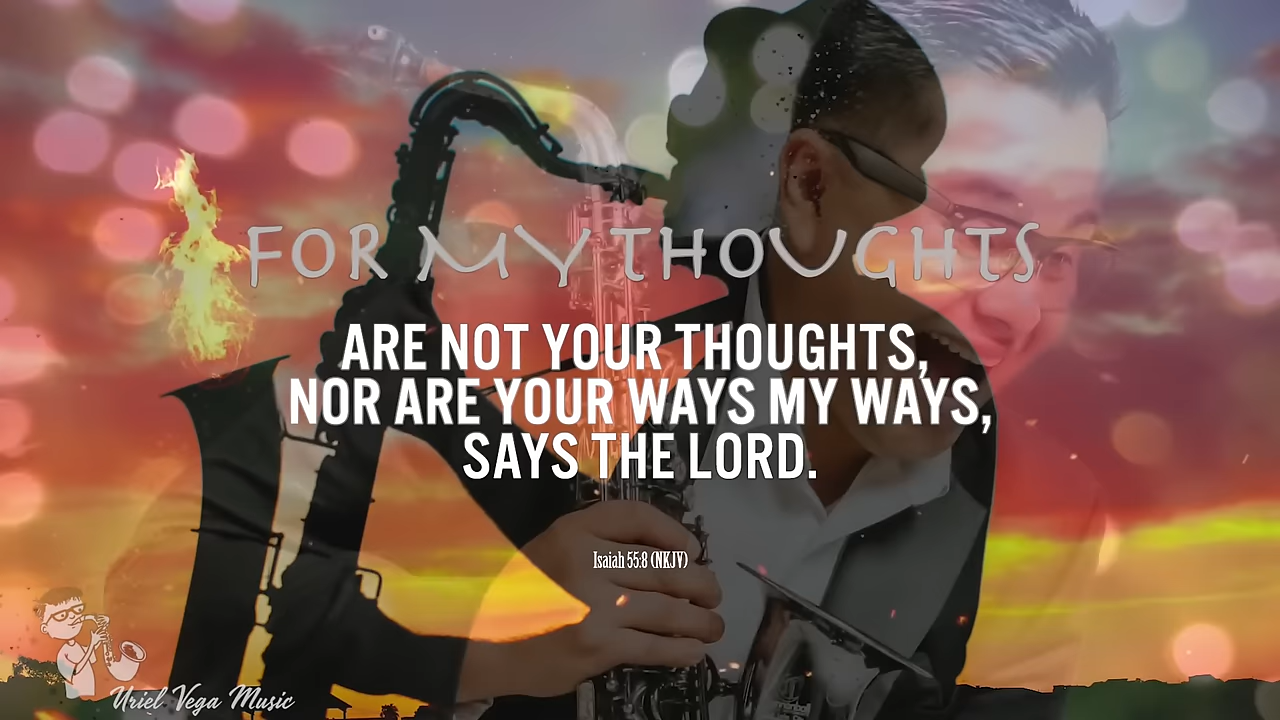 FOR MY THOUGHTS
ARE NOT YOUR THOUGHTS,
NOR ARE YOUR WAYS MY WAYS,
SAYS THE LORD.
Isaiah 55:8 (NKJV)
Uriel Vega Music